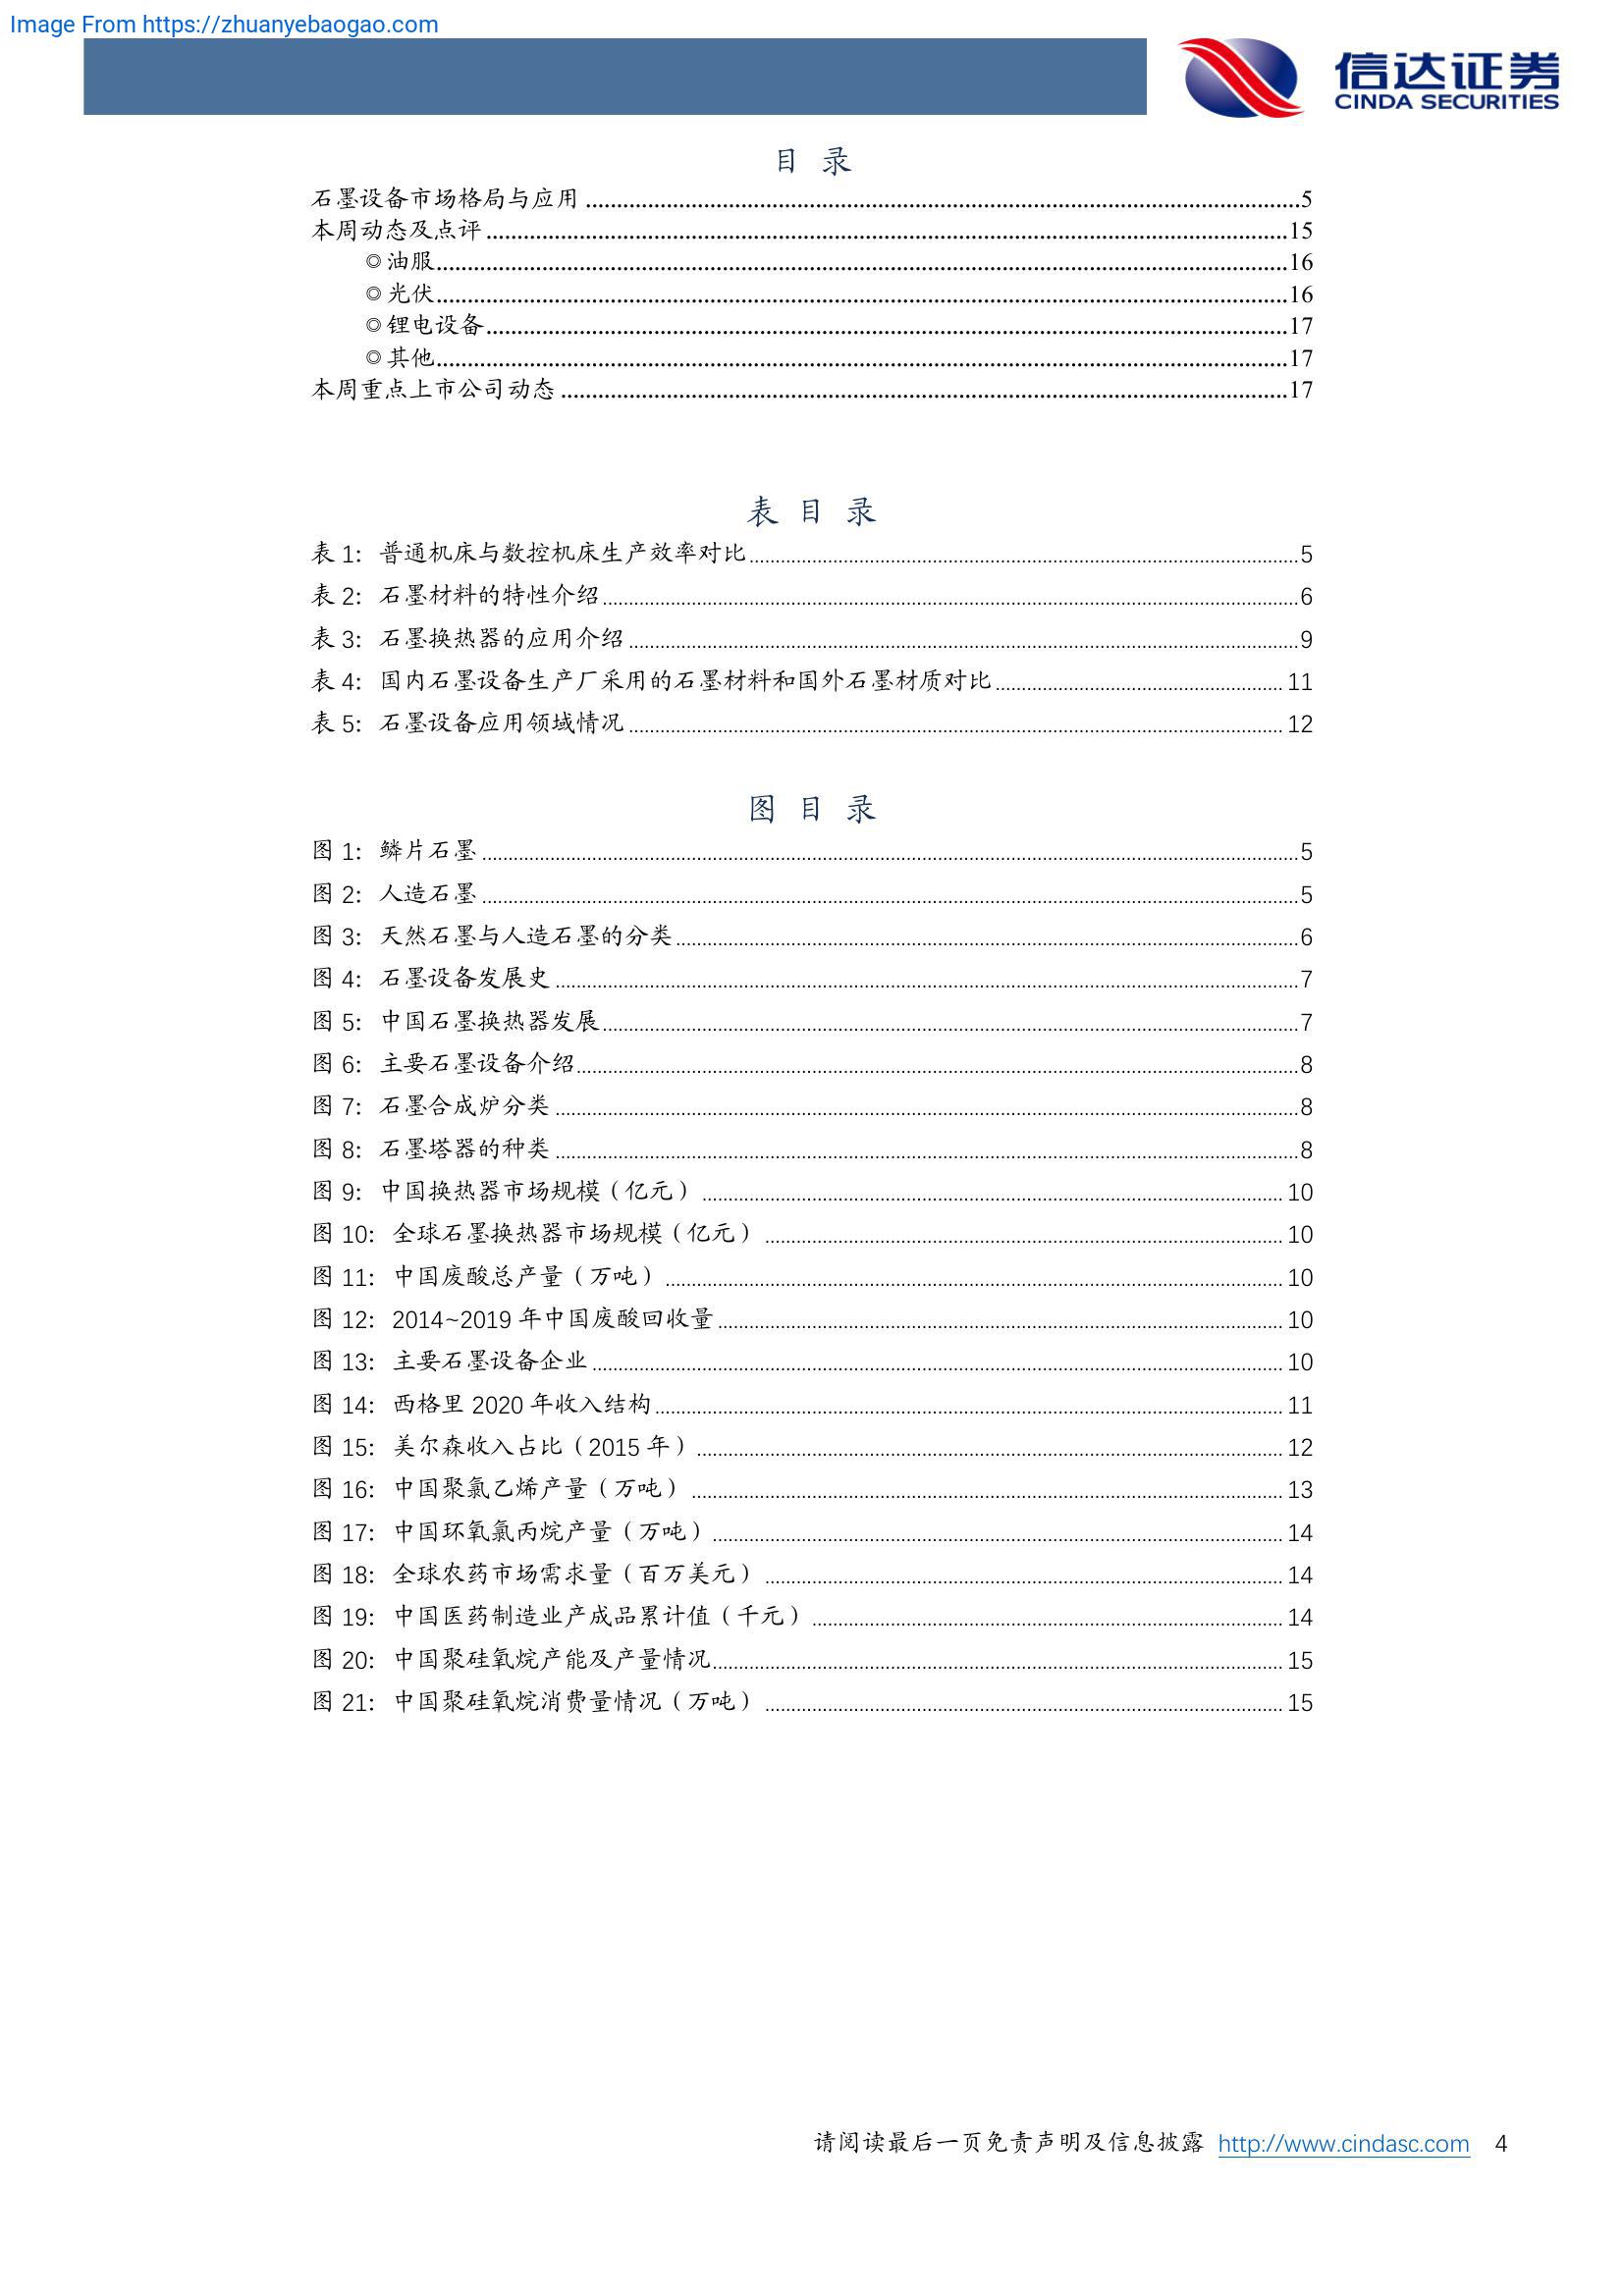 Image From https://zhuanyebaogao.com
信达证券
CINDA SECURITIES
目 录
石墨设备市场格局与应用 ........................ 5
本周动态及点评 ........................ 15
◎油服 ........................ 16
◎光伏 ........................ 16
◎锂电设备 ........................ 17
◎其他 ........................ 17
本周重点上市公司动态 ........................ 17
表 目 录
表 1: 普通机床与数控机床生产效率对比 ........................ 5
表 2: 石墨材料的特性介绍 ........................ 6
表 3: 石墨换热器的应用介绍 ........................ 9
表 4: 国内石墨设备生产厂采用的石墨材料和国外石墨材质对比 ........................ 11
表 5: 石墨设备应用领域情况 ........................ 12
图 目 录
图 1: 鳞片石墨 ........................ 5
图 2: 人造石墨 ........................ 5
图 3: 天然石墨与人造石墨的分类 ........................ 6
图 4: 石墨设备发展史 ........................ 7
图 5: 中国石墨换热器发展 ........................ 7
图 6: 主要石墨设备介绍 ........................ 8
图 7: 石墨合成炉分类 ........................ 8
图 8: 石墨塔器的种类 ........................ 8
图 9: 中国换热器市场规模（亿元） ........................ 10
图 10: 全球石墨换热器市场规模（亿元） ........................ 10
图 11: 中国废酸总产量（万吨） ........................ 10
图 12: 2014~2019 年中国废酸回收量 ........................ 10
图 13: 主要石墨设备企业 ........................ 10
图 14: 西格里 2020 年收入结构 ........................ 11
图 15: 美尔森收入占比（2015 年） ........................ 12
图 16: 中国聚氯乙烯产量（万吨） ........................ 13
图 17: 中国环氧氯丙烷产量（万吨） ........................ 14
图 18: 全球农药市场需求量（百万美元） ........................ 14
图 19: 中国医药制造业产成品累计值（千元） ........................ 14
图 20: 中国聚硅氧烷产能及产量情况 ........................ 15
图 21: 中国聚硅氧烷消费量情况（万吨） ........................ 15
请阅读最后一页免责声明及信息披露 http://www.cindasc.com 4